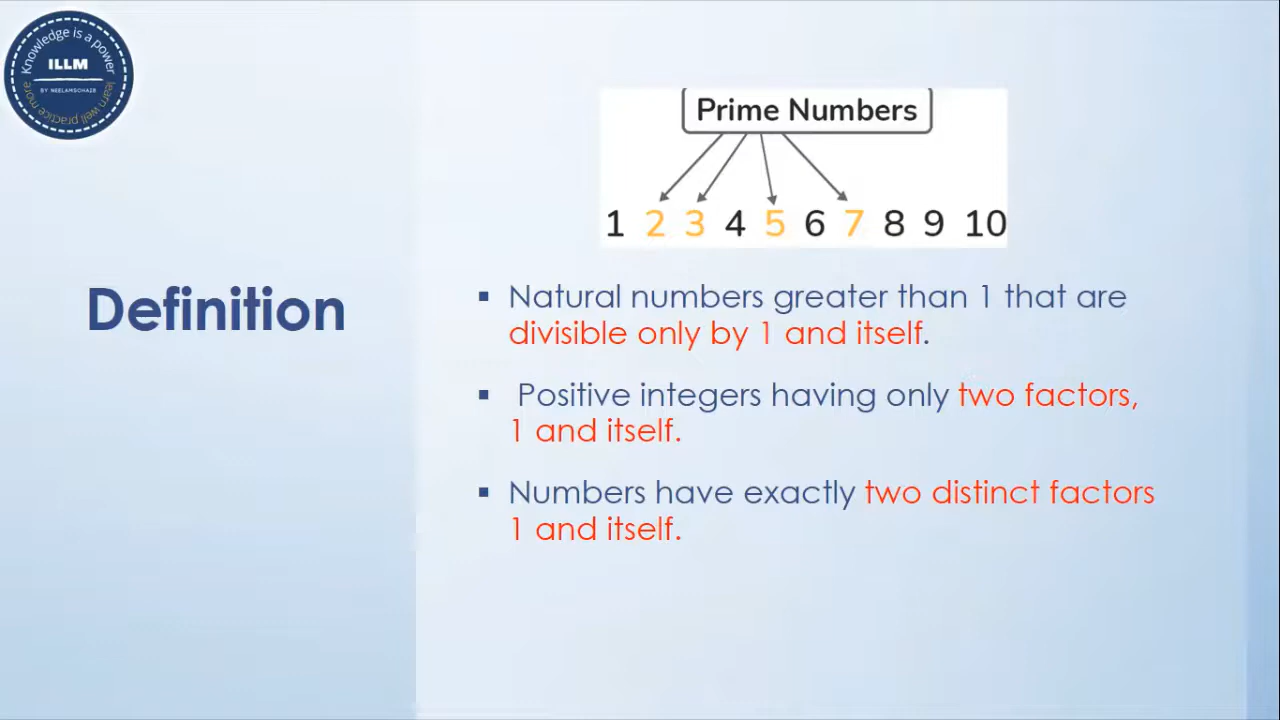 Knowledge is a power
ILLM
BY NEELAMSOHAIB
learn well practice more
Prime Numbers
1 2 3 4 5 6 7 8 9 10
Definition
▪ Natural numbers greater than 1 that are
divisible only by 1 and itself.
▪ Positive integers having only two factors,
1 and itself.
▪ Numbers have exactly two distinct factors
1 and itself.